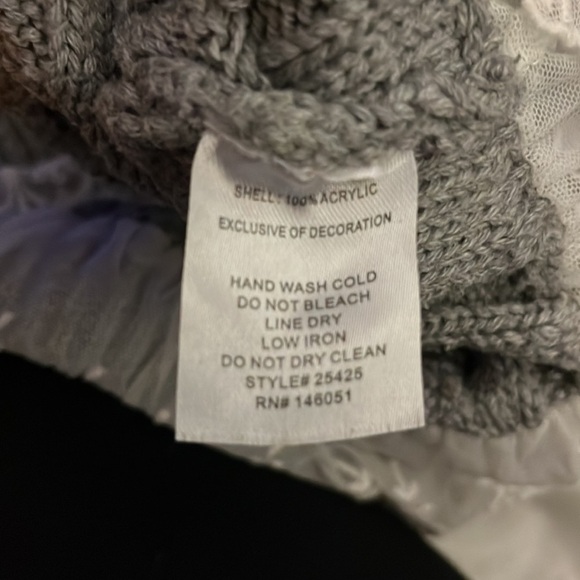 SHELL: 100% ACRYLIC
EXCLUSIVE OF DECORATION
HAND WASH COLD
DO NOT BLEACH
LINE DRY
LOW IRON
DO NOT DRY CLEAN
STYLE# 25425
RN# 146051